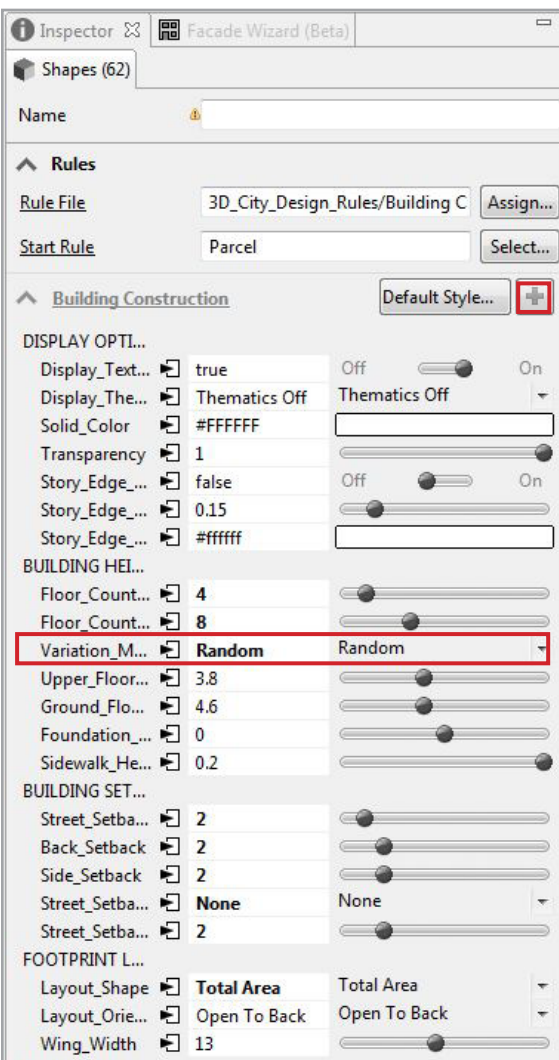 Inspector Facade Wizard (Beta)
Shapes (62)
Name
Rules
Rule File 3D_City_Design_Rules/Building C Assign...
Start Rule Parcel Select...
Building Construction Default Style...
DISPLAY OPTI...
Display_Text... true Off On
Display_The... Thematics Off Thematics Off
Solid_Color #FFFFFF
Transparency 1
Story_Edge_... false Off On
Story_Edge_... 0.15
Story_Edge_... #ffffff
BUILDING HEI...
Floor_Count... 4
Floor_Count... 8
Variation_M... Random Random
Upper_Floor... 3.8
Ground_Flo... 4.6
Foundation_... 0
Sidewalk_He... 0.2
BUILDING SET...
Street_Setba... 2
Back_Setback 2
Side_Setback 2
Street_Setba... None None
Street_Setba... 2
FOOTPRINT L...
Layout_Shape Total Area Total Area
Layout_Orie... Open To Back Open To Back
Wing_Width 13